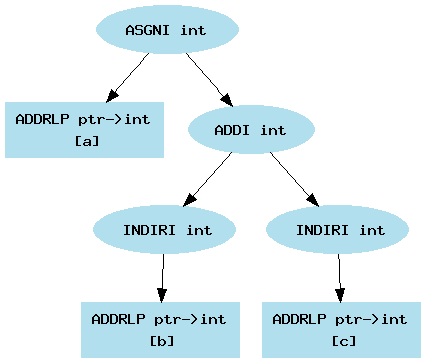 ASGNI int
ADDRLP ptr->int
[a]
ADDI int
INDIRI int
INDIRI int
ADDRLP ptr->int
[b]
ADDRLP ptr->int
[c]